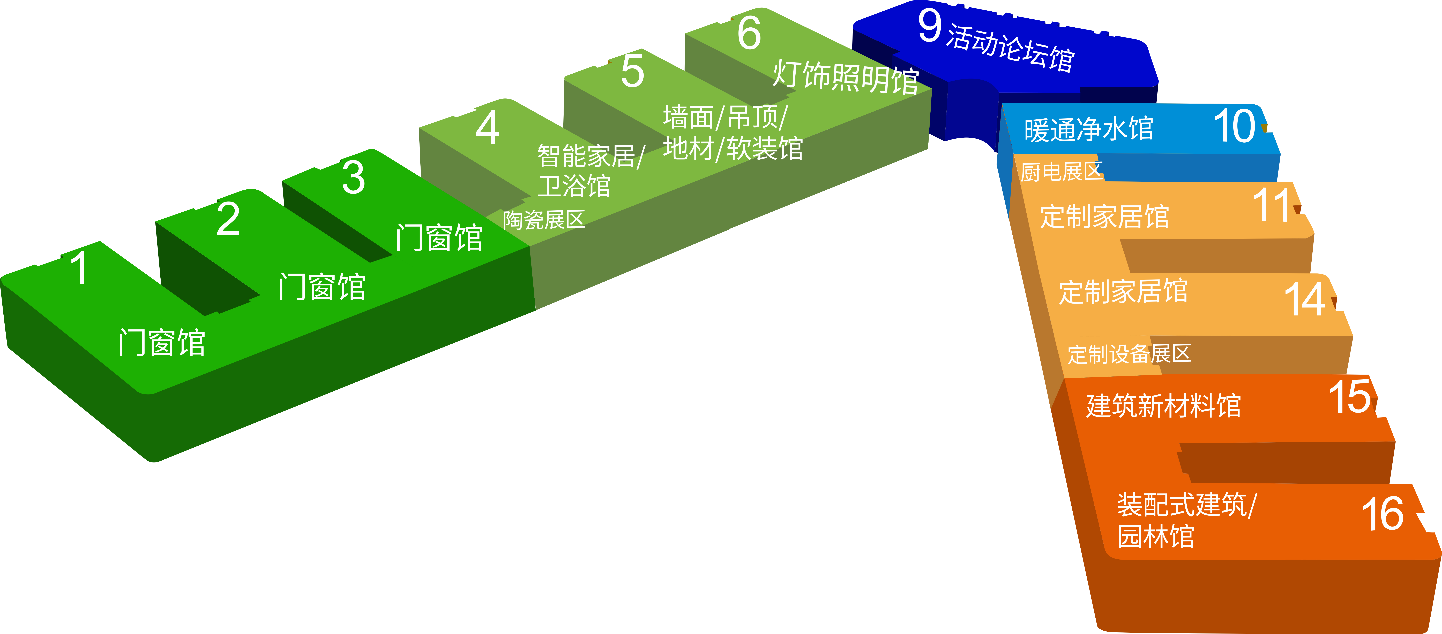 1
门窗馆
2
门窗馆
3
门窗馆
4
智能家居/
卫浴馆
陶瓷展区
5
墙面/吊顶/
地材/软装馆
6
灯饰照明馆
9 活动论坛馆
暖通净水馆 10
厨电展区
定制家居馆 11
定制家居馆 14
定制设备展区
建筑新材料馆 15
装配式建筑/
园林馆 16